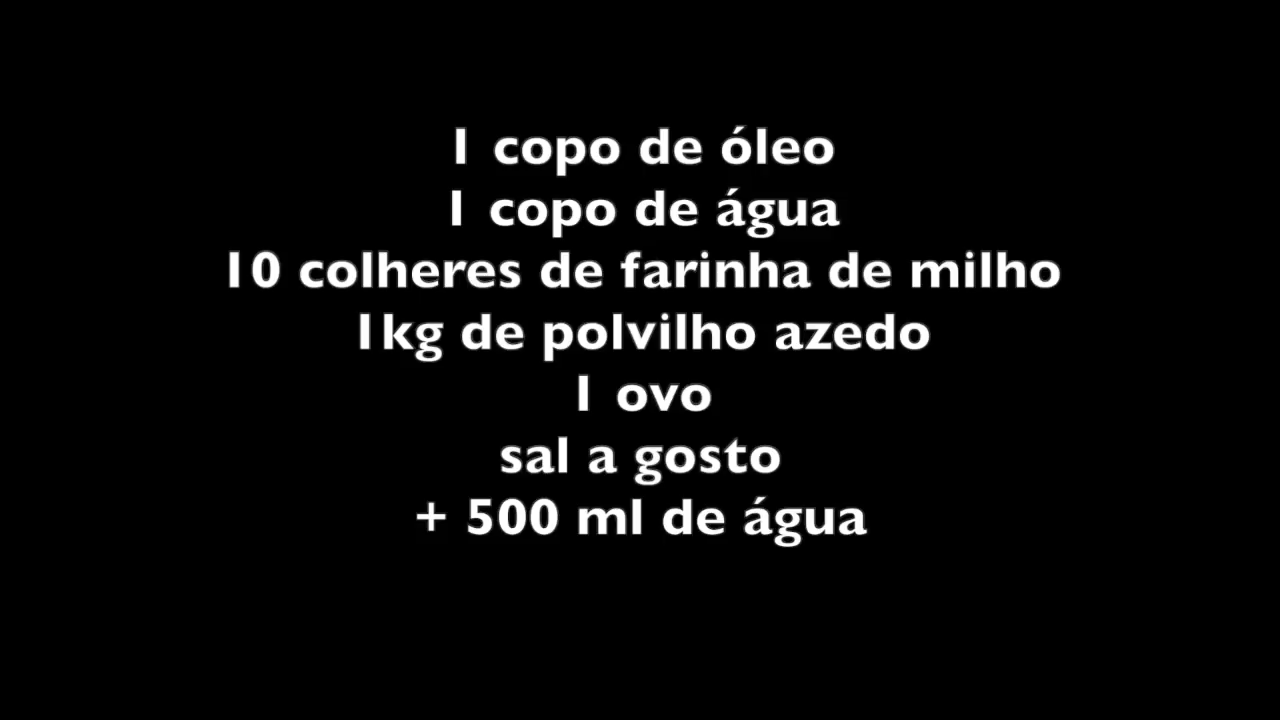 1 copo de óleo
1 copo de água
10 colheres de farinha de milho
1kg de polvilho azedo
1 ovo
sal a gosto
+ 500 ml de água